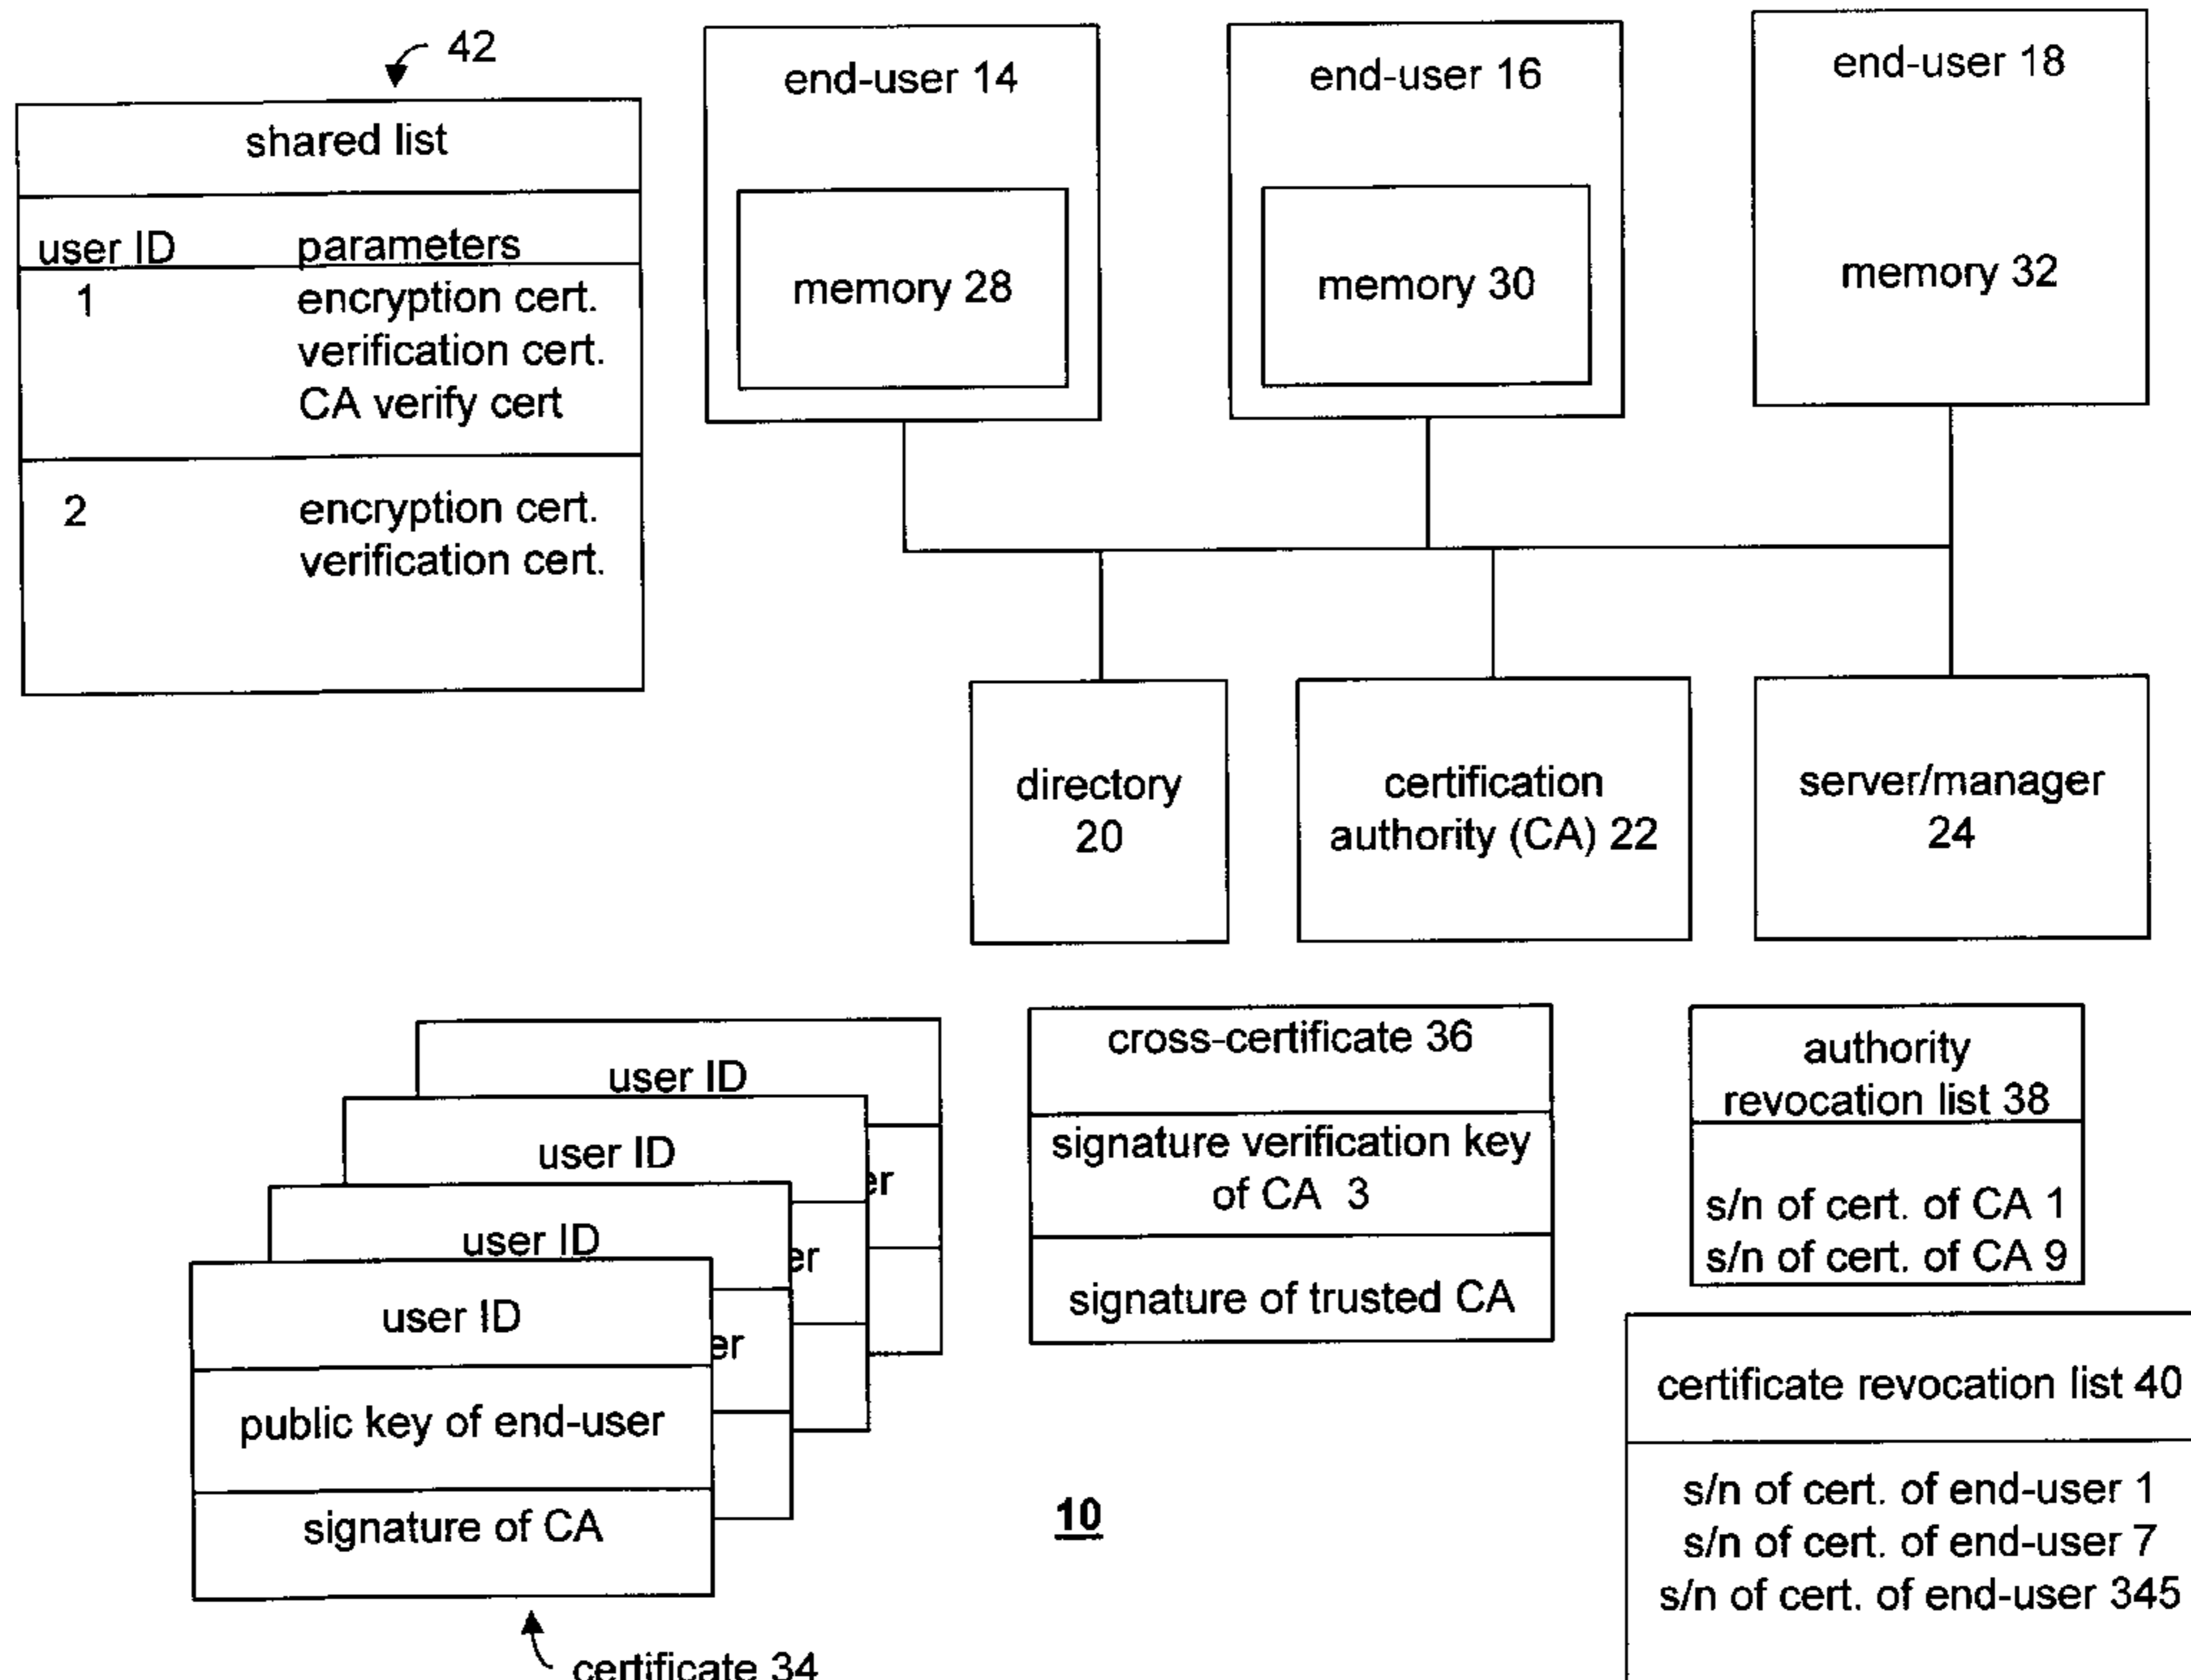 42
shared list
user ID parameters
1 encryption cert.
verification cert.
CA verify cert
2 encryption cert.
verification cert.
end-user 14
memory 28
end-user 16
memory 30
end-user 18
memory 32
directory
20
certification
authority (CA) 22
server/manager
24
user ID
er
user ID
er
user ID
er
user ID
public key of end-user
signature of CA
certificate 34
cross-certificate 36
signature verification key
of CA 3
signature of trusted CA
10
authority
revocation list 38
s/n of cert. of CA 1
s/n of cert. of CA 9
certificate revocation list 40
s/n of cert. of end-user 1
s/n of cert. of end-user 7
s/n of cert. of end-user 345